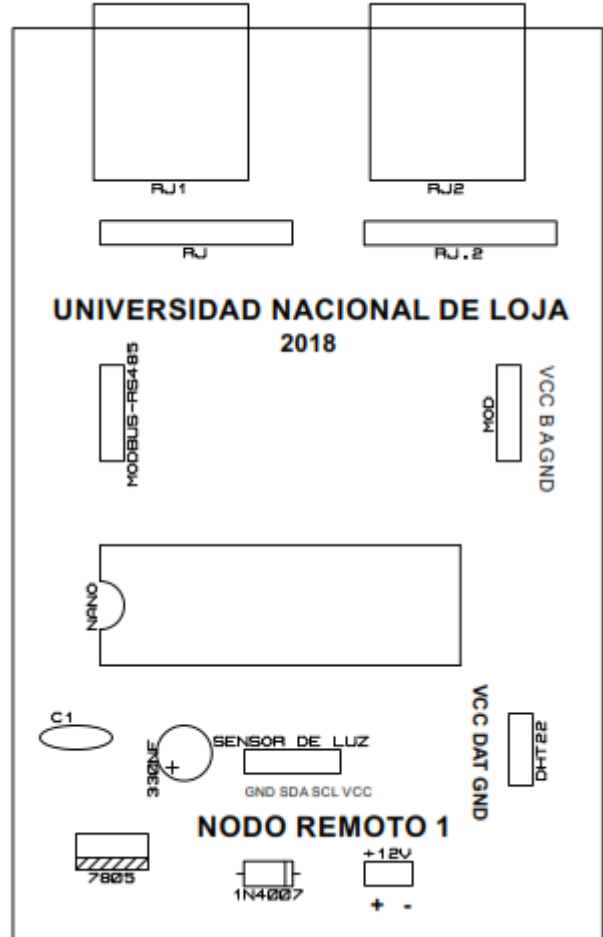 RJ1
RJ2
RJ
RJ.2
UNIVERSIDAD NACIONAL DE LOJA
2018
MODBUS-RS485
MOD
VCC B A GND
NANO
C1
330NF
+
SENSOR DE LUZ
GND SDA SCL VCC
VCC DAT GND
DHT22
NODO REMOTO 1
7805
1N4007
+12V
+ -